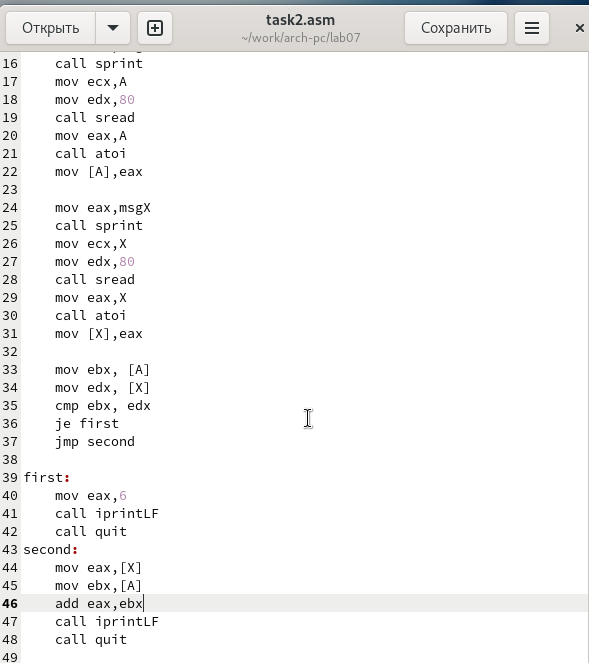 Открыть
task2.asm
~/work/arch-pc/lab07
Сохранить
16 call sprint
17 mov ecx,A
18 mov edx,80
19 call sread
20 mov eax,A
21 call atoi
22 mov [A],eax
23
24 mov eax,msgX
25 call sprint
26 mov ecx,X
27 mov edx,80
28 call sread
29 mov eax,X
30 call atoi
31 mov [X],eax
32
33 mov ebx, [A]
34 mov edx, [X]
35 cmp ebx, edx
36 je first
37 jmp second
38
39 first:
40 mov eax,6
41 call iprintLF
42 call quit
43 second:
44 mov eax,[X]
45 mov ebx,[A]
46 add eax,ebx
47 call iprintLF
48 call quit
49